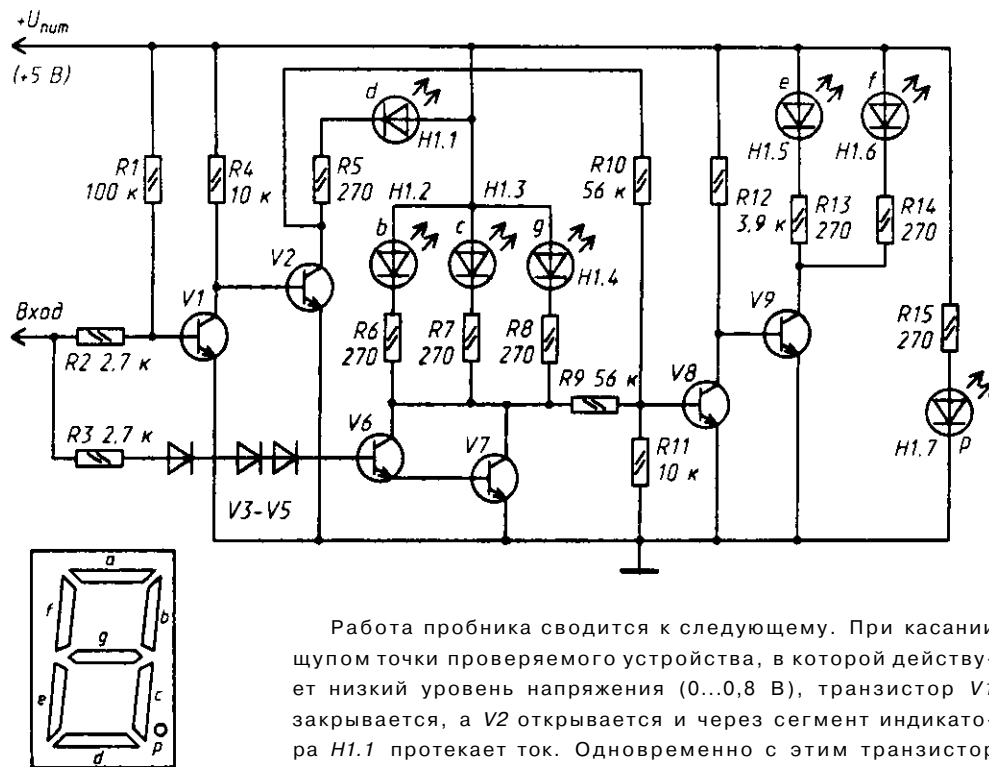 +Uпит
(+5 В)
d
H1.1
e
H1.5
f
H1.6
R1
100 к
R4
10 к
R5
270
H1.2
H1.3
R10
56 к
R12
3,9 к
R13
270
R14
270
b
c
g
H1.4
V2
V1
Вход
R2 2,7 к
R6
270
R7
270
R8
270
R9 56 к
V8
V9
R15
270
R3 2,7 к
V6
V7
R11
10 к
H1.7
P
V3-V5
a
f
b
g
e
c
d
P
Работа пробника сводится к следующему. При касании
щупом точки проверяемого устройства, в которой действу-
ет низкий уровень напряжения (0...0,8 В), транзистор V1
закрывается, а V2 открывается и через сегмент индикато-
ра H1.1 протекает ток. Одновременно с этим транзистор